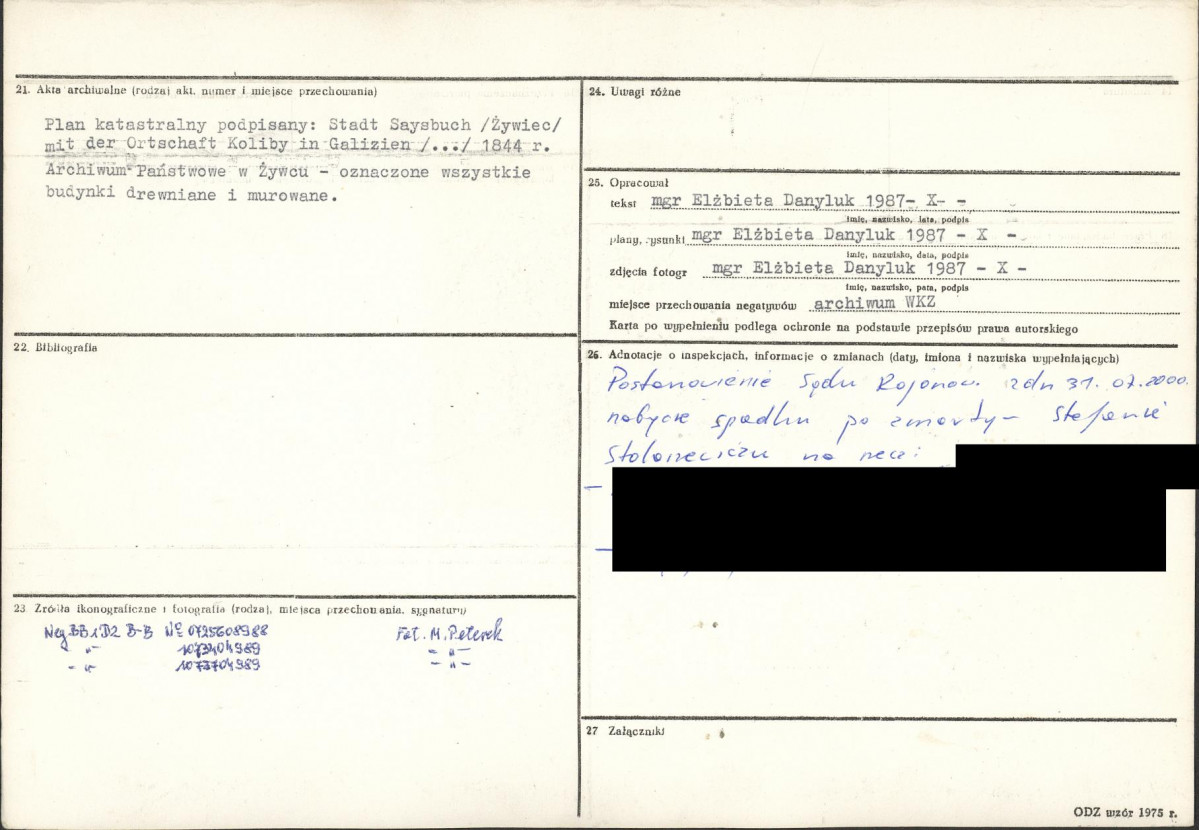 21. Akta archiwalne (rodzaj akt, numer i miejsce przechowania)
Plan katastralny podpisany: Stadt Saysbuch /Żywiec/
mit der Ortschaft Koliby in Galizien /.../ 1844 r.
Archiwum Państwowe w Żywcu - oznaczone wszystkie
budynki drewniane i murowane.
22. Bibliografia
23 Źródła ikonograficzne i fotografia (rodzaj, miejsca przechowania, sygnatury)
Neg BBiD2 B-B Nº 0725608988 Fot. M. Peterek
- " - 1073404989 - " -
- " - 1073704989 - " -
24. Uwagi różne
25. Opracował
tekst mgr Elżbieta Danyluk 1987- X- -
imię, nazwisko, data, podpis
plany, rysunki mgr Elżbieta Danyluk 1987 - X -
imię, nazwisko, data, podpis
zdjęcia fotogr mgr Elżbieta Danyluk 1987 - X -
imię, nazwisko, pata, podpis
miejsce przechowania negatywów archiwum WKZ
Karta po wypełnieniu podlega ochronie na podstawie przepisów prawa autorskiego
26. Adnotacje o inspekcjach, informacje o zmianach (daty, imiona i nazwiska wypełniających)
Postanowienie Sądu Rejonow. z dn 31.07.2000.
nabycie spadku po zmarłym Stefanie
na rzecz:
27 Załączniki
ODZ wzór 1975 r.